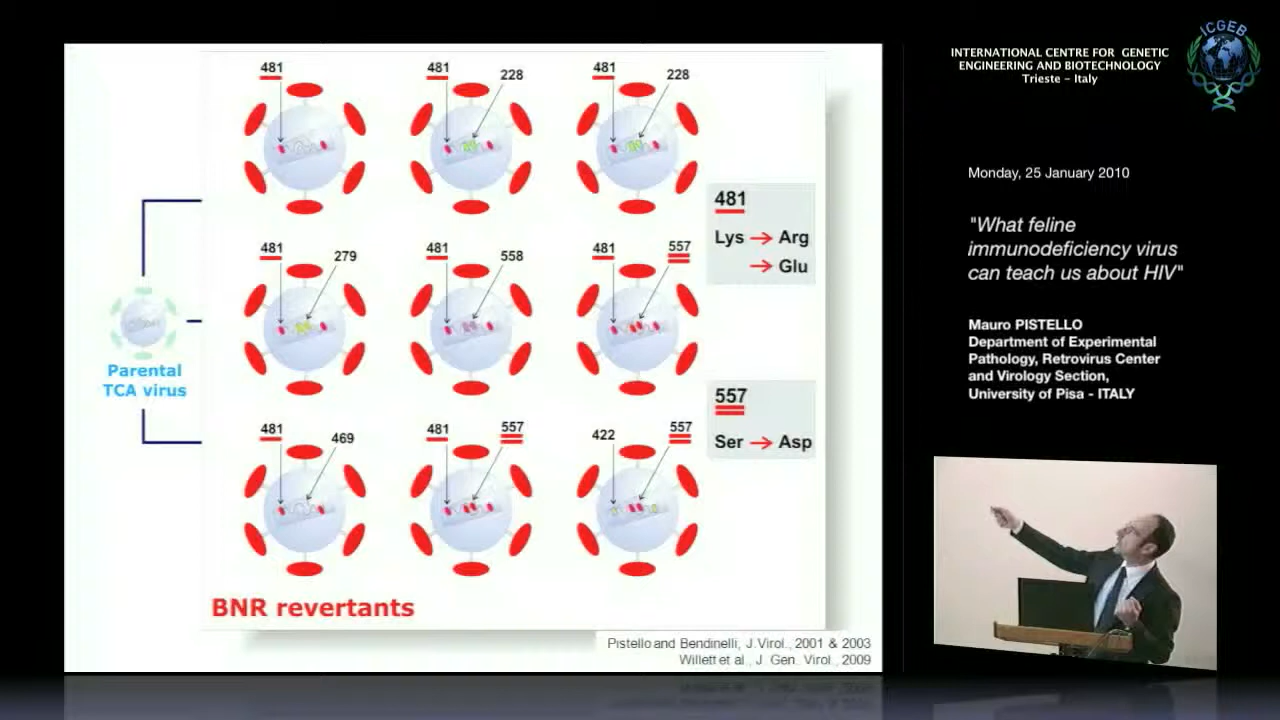 481
481
228
481
228
481
279
481
558
481
557
481
469
481
557
422
557
Parental
TCA virus
481
Lys → Arg
→ Glu
557
Ser → Asp
BNR revertants
Pistello and Bendinelli, J.Virol., 2001 & 2003
Willett et al., J. Gen. Virol., 2009
INTERNATIONAL CENTRE FOR GENETIC
ENGINEERING AND BIOTECHNOLOGY
Trieste - Italy
ICGEB
Monday, 25 January 2010
"What feline
immunodeficiency virus
can teach us about HIV"
Mauro PISTELLO
Department of Experimental
Pathology, Retrovirus Center
and Virology Section,
University of Pisa - ITALY